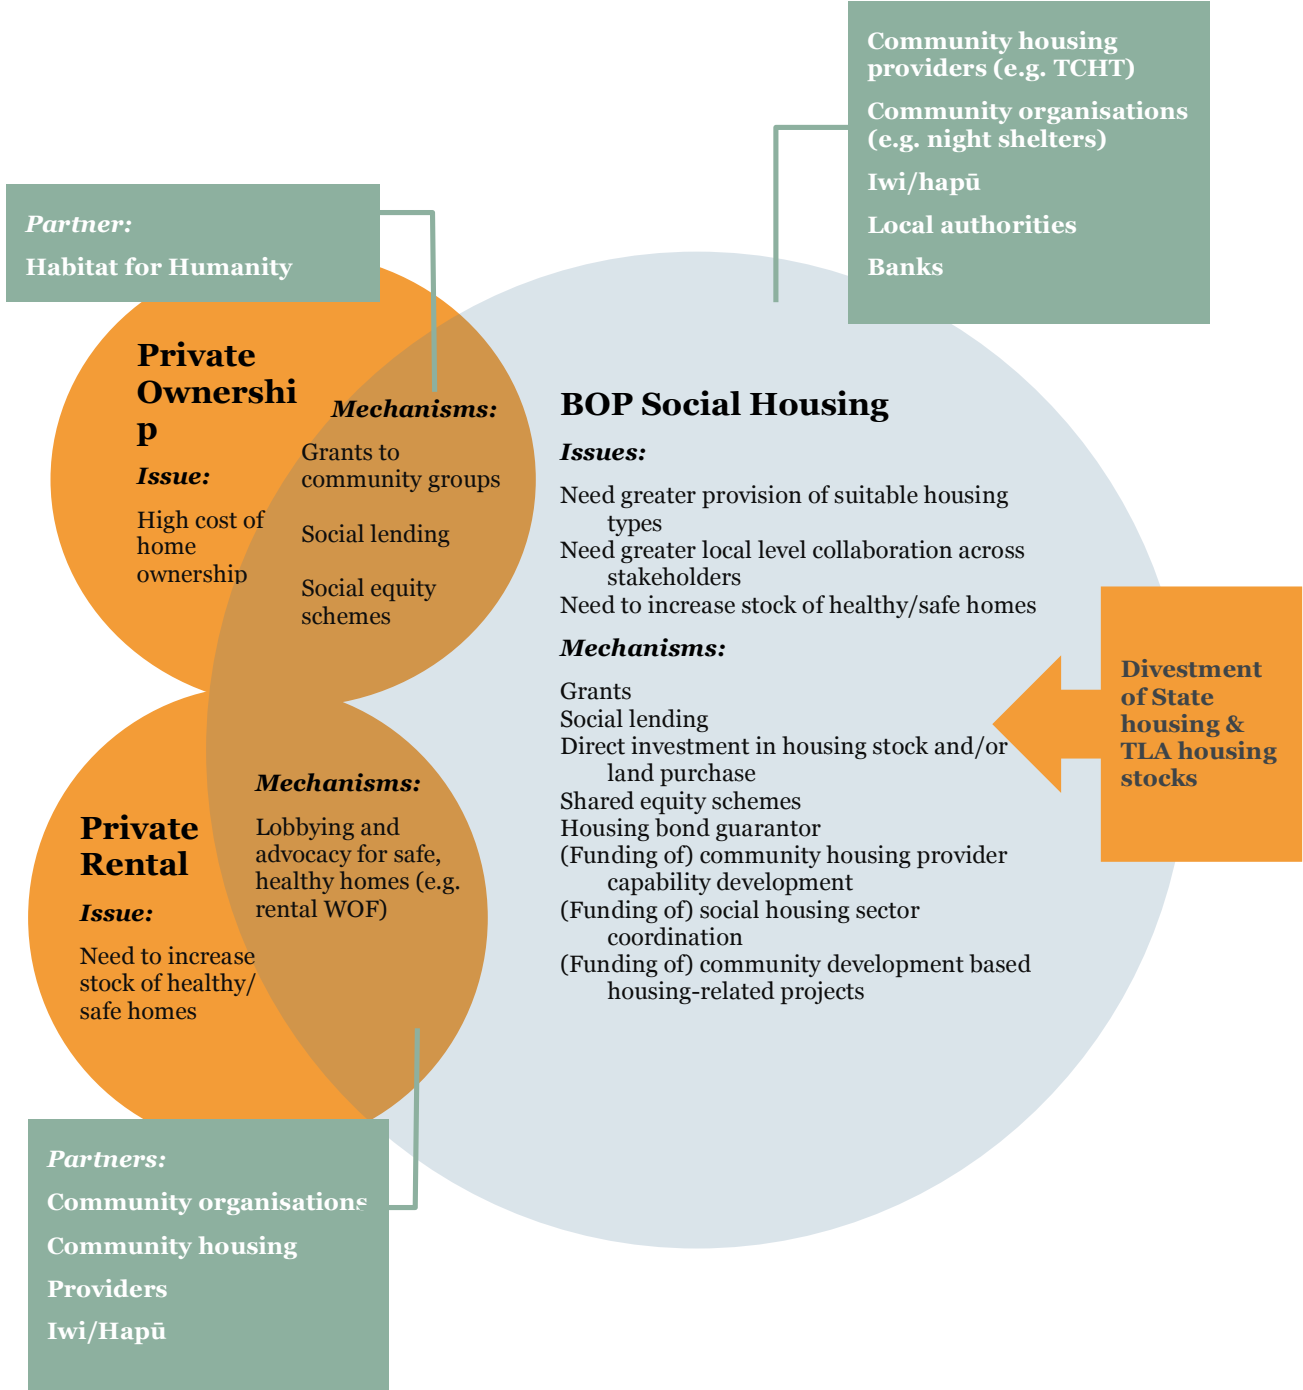 Community housing
providers (e.g. TCHT)
Community organisations
(e.g. night shelters)
Iwi/hapū
Local authorities
Banks
Partner:
Habitat for Humanity
Private
Ownershi
p
Issue:
High cost of
home
ownership
Mechanisms:
Grants to
community groups
Social lending
Social equity
schemes
BOP Social Housing
Issues:
Need greater provision of suitable housing
types
Need greater local level collaboration across
stakeholders
Need to increase stock of healthy/safe homes
Mechanisms:
Grants
Social lending
Direct investment in housing stock and/or
land purchase
Shared equity schemes
Housing bond guarantor
(Funding of) community housing provider
capability development
(Funding of) social housing sector
coordination
(Funding of) community development based
housing-related projects
Divestment
of State
housing &
TLA housing
stocks
Private
Rental
Issue:
Need to increase
stock of healthy/
safe homes
Mechanisms:
Lobbying and
advocacy for safe,
healthy homes (e.g.
rental WOF)
Partners:
Community organisations
Community housing
Providers
Iwi/Hapū